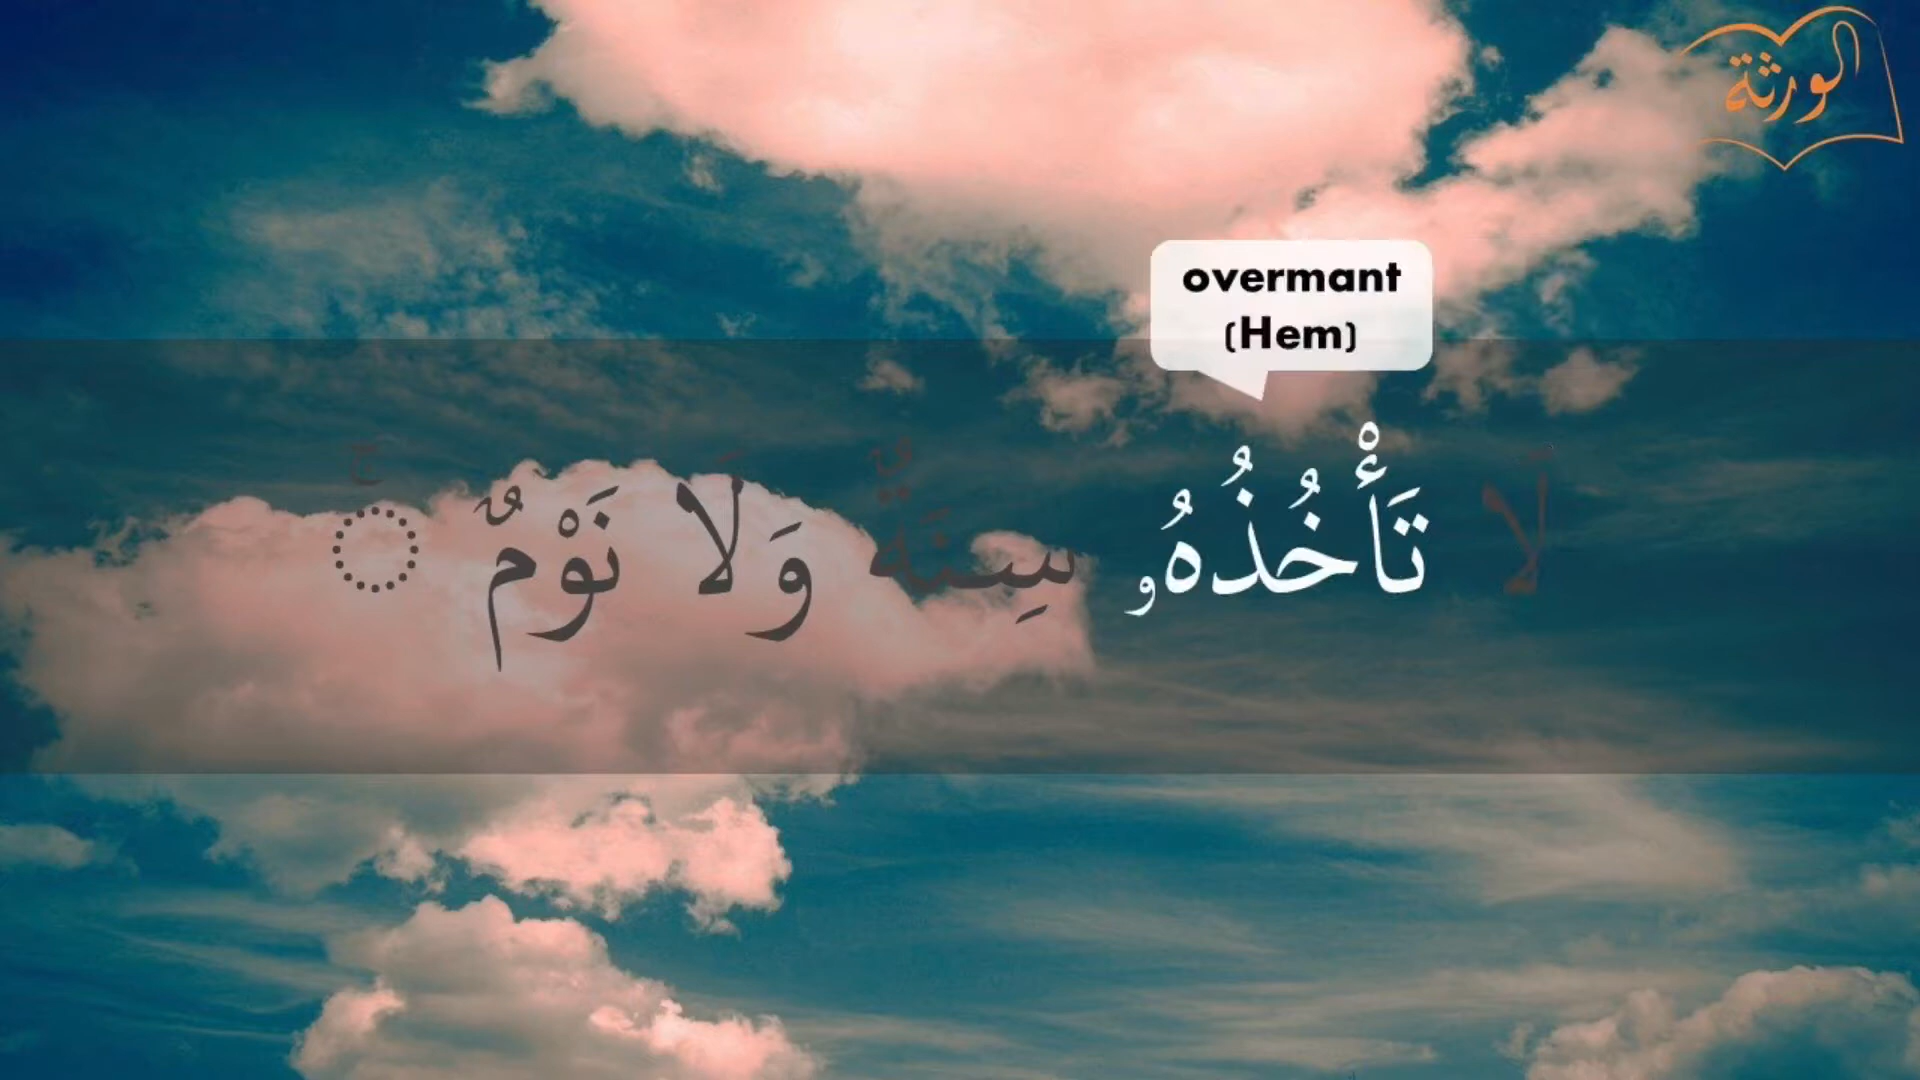 الورثة
overmant
(Hem)
لَا تَأْخُذُهُۥ سِنَةٌ وَلَا نَوْمٌ ۚ